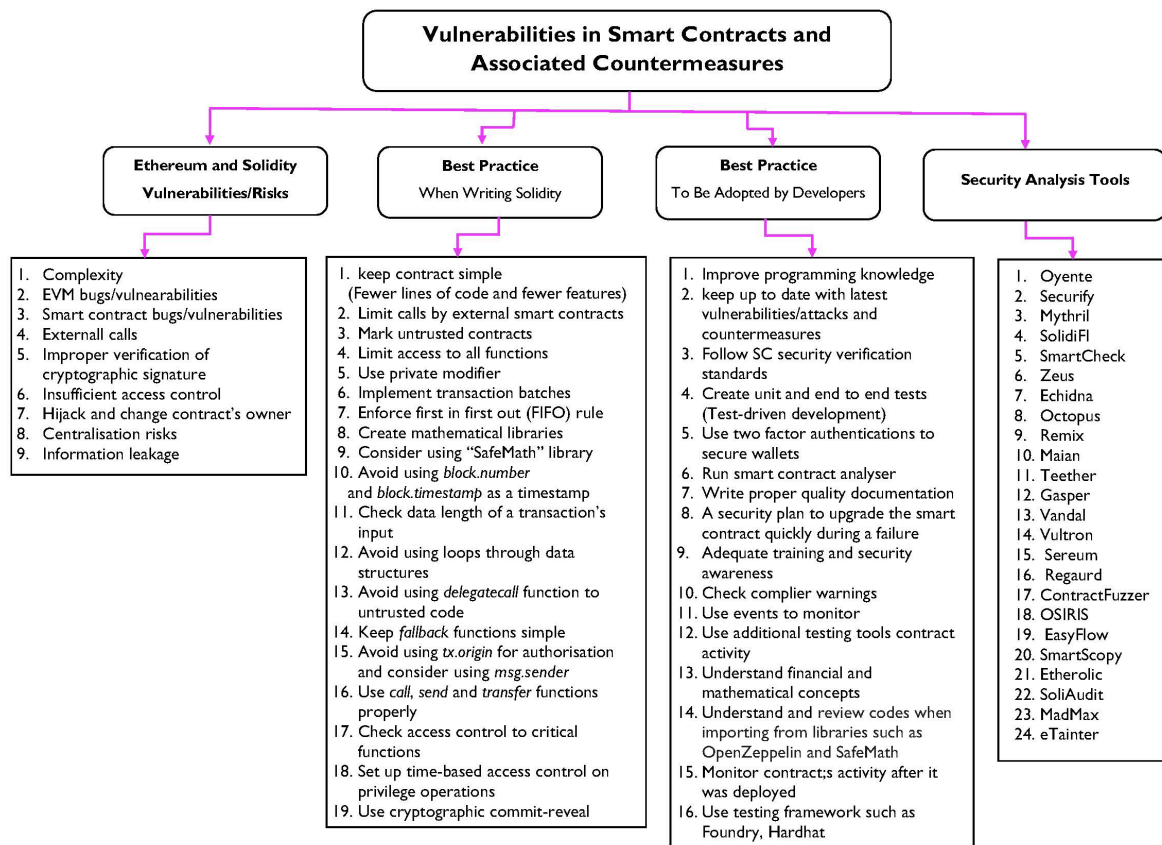 Vulnerabilities in Smart Contracts and
Associated Countermeasures
Ethereum and Solidity
Vulnerabilities/Risks
Best Practice
When Writing Solidity
Best Practice
To Be Adopted by Developers
Security Analysis Tools
1. Complexity
2. EVM bugs/vulnearabilities
3. Smart contract bugs/vulnerabilities
4. Externall calls
5. Improper verification of
cryptographic signature
6. Insufficient access control
7. Hijack and change contract's owner
8. Centralisation risks
9. Information leakage
1. keep contract simple
(Fewer lines of code and fewer features)
2. Limit calls by external smart contracts
3. Mark untrusted contracts
4. Limit access to all functions
5. Use private modifier
6. Implement transaction batches
7. Enforce first in first out (FIFO) rule
8. Create mathematical libraries
9. Consider using “SafeMath” library
10. Avoid using block.number
and block.timestamp as a timestamp
11. Check data length of a transaction's
input
12. Avoid using loops through data
structures
13. Avoid using delegatecall function to
untrusted code
14. Keep fallback functions simple
15. Avoid using tx.origin for authorisation
and consider using msg.sender
16. Use call, send and transfer functions
properly
17. Check access control to critical
functions
18. Set up time-based access control on
privilege operations
19. Use cryptographic commit-reveal
1. Improve programming knowledge
2. keep up to date with latest
vulnerabilities/attacks and
countermeasures
3. Follow SC security verification
standards
4. Create unit and end to end tests
(Test-driven development)
5. Use two factor authentications to
secure wallets
6. Run smart contract analyser
7. Write proper quality documentation
8. A security plan to upgrade the smart
contract quickly during a failure
9. Adequate training and security
awareness
10. Check complier warnings
11. Use events to monitor
12. Use additional testing tools contract
activity
13. Understand financial and
mathematical concepts
14. Understand and review codes when
importing from libraries such as
OpenZeppelin and SafeMath
15. Monitor contract;s activity after it
was deployed
16. Use testing framework such as
Foundry, Hardhat
1. Oyente
2. Securify
3. Mythril
4. SolidiFI
5. SmartCheck
6. Zeus
7. Echidna
8. Octopus
9. Remix
10. Maian
11. Teether
12. Gasper
13. Vandal
14. Vultron
15. Sereum
16. Regaurd
17. ContractFuzzer
18. OSIRIS
19. EasyFlow
20. SmartScopy
21. Etherolic
22. SoliAudit
23. MadMax
24. eTainter